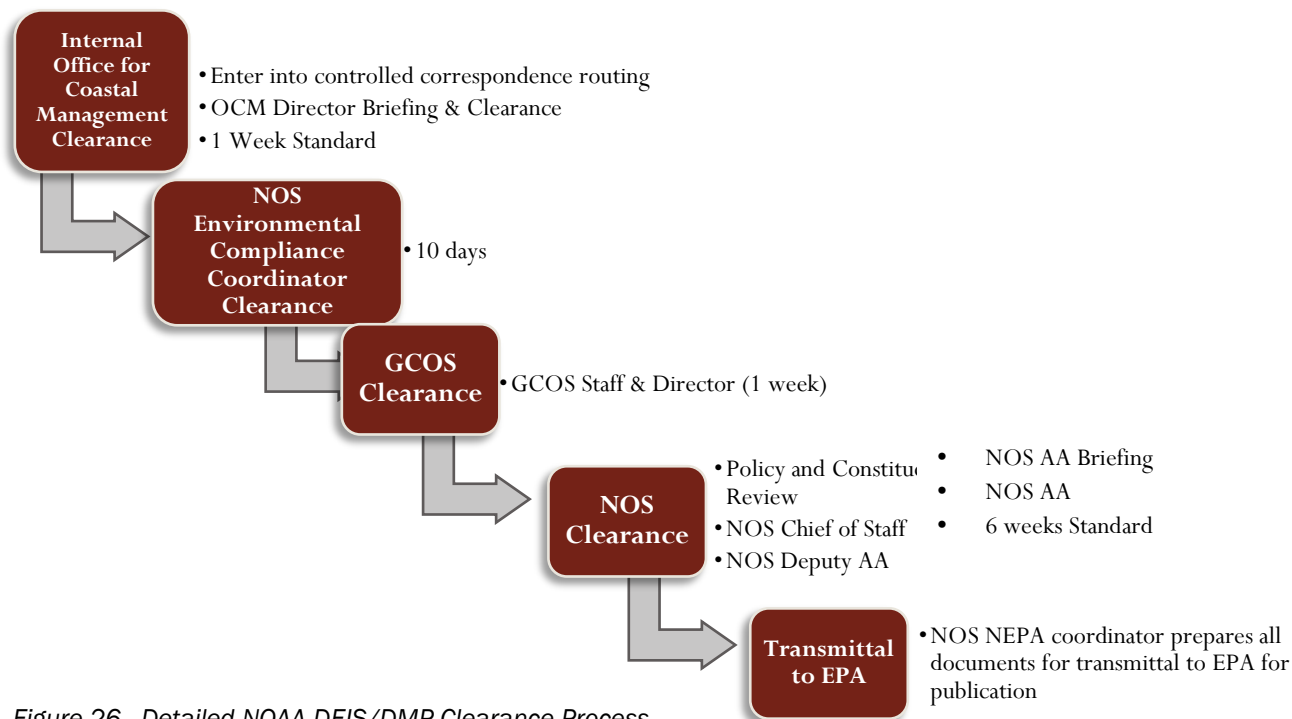 Internal
Office for
Coastal
Management
Clearance
•Enter into controlled correspondence routing
•OCM Director Briefing & Clearance
•1 Week Standard
NOS
Environmental
Compliance
Coordinator
Clearance
•10 days
GCOS
Clearance
•GCOS Staff & Director (1 week)
NOS
Clearance
•Policy and
Review
•NOS Chief of Staff
•NOS Deputy AA
• NOS AA Briefing
• NOS AA
• 6 weeks Standard
Transmittal
to EPA
•NOS NEPA coordinator prepares all
documents for transmittal to EPA for
publication
Figure 26. Detailed NOAA DEIS/DMP Clearance Process